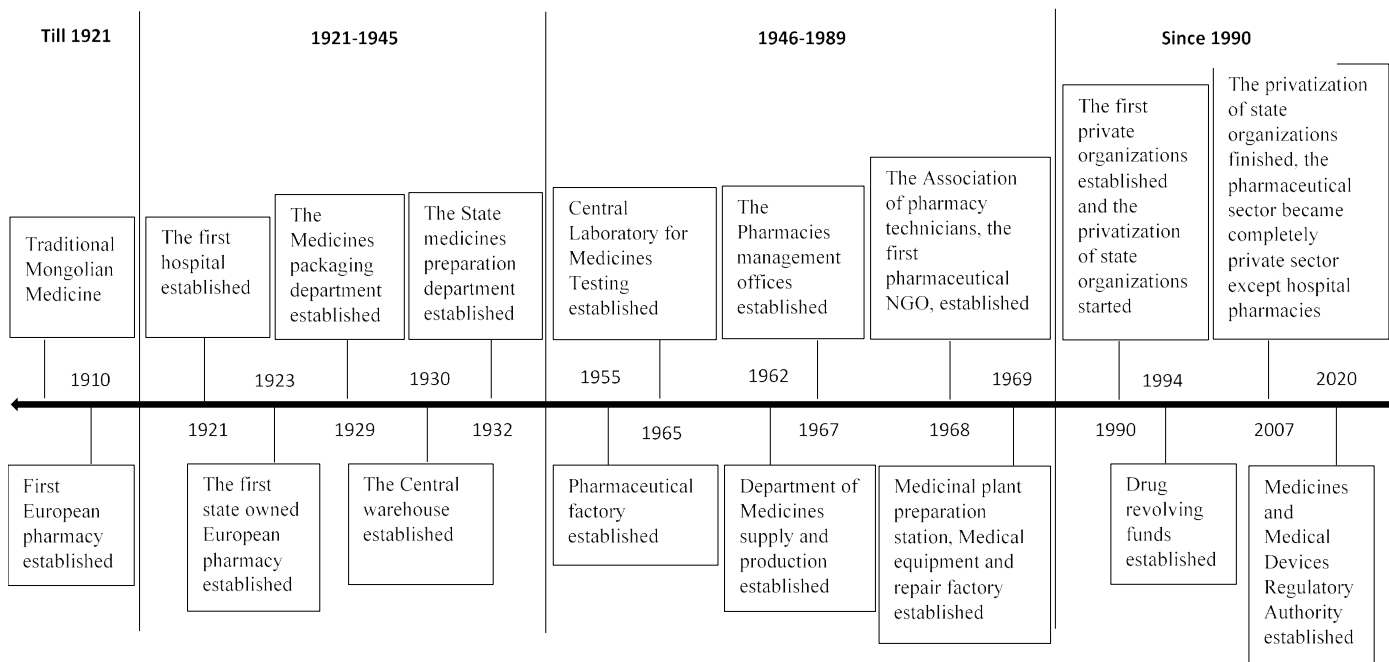 Till 1921
1921-1945
1946-1989
Since 1990
Traditional
Mongolian
Medicine
The first
hospital
established
The
Medicines
packaging
department
established
The State
medicines
preparation
department
established
Central
Laboratory for
Medicines
Testing
established
The
Pharmacies
management
offices
established
The Association
of pharmacy
technicians, the
first
pharmaceutical
NGO, established
The first
private
organizations
established
and the
privatization
of state
organizations
started
The privatization
of state
organizations
finished, the
pharmaceutical
sector became
completely
private sector
except hospital
pharmacies
1910
1923
1930
1955
1962
1969
1994
2020
1921
1929
1932
1965
1967
1968
1990
2007
First
European
pharmacy
established
The first
state owned
European
pharmacy
established
The Central
warehouse
established
Pharmaceutical
factory
established
Department of
Medicines
supply and
production
established
Medicinal plant
preparation
station, Medical
equipment and
repair factory
established
Drug
revolving
funds
established
Medicines
and
Medical
Devices
Regulatory
Authority
established